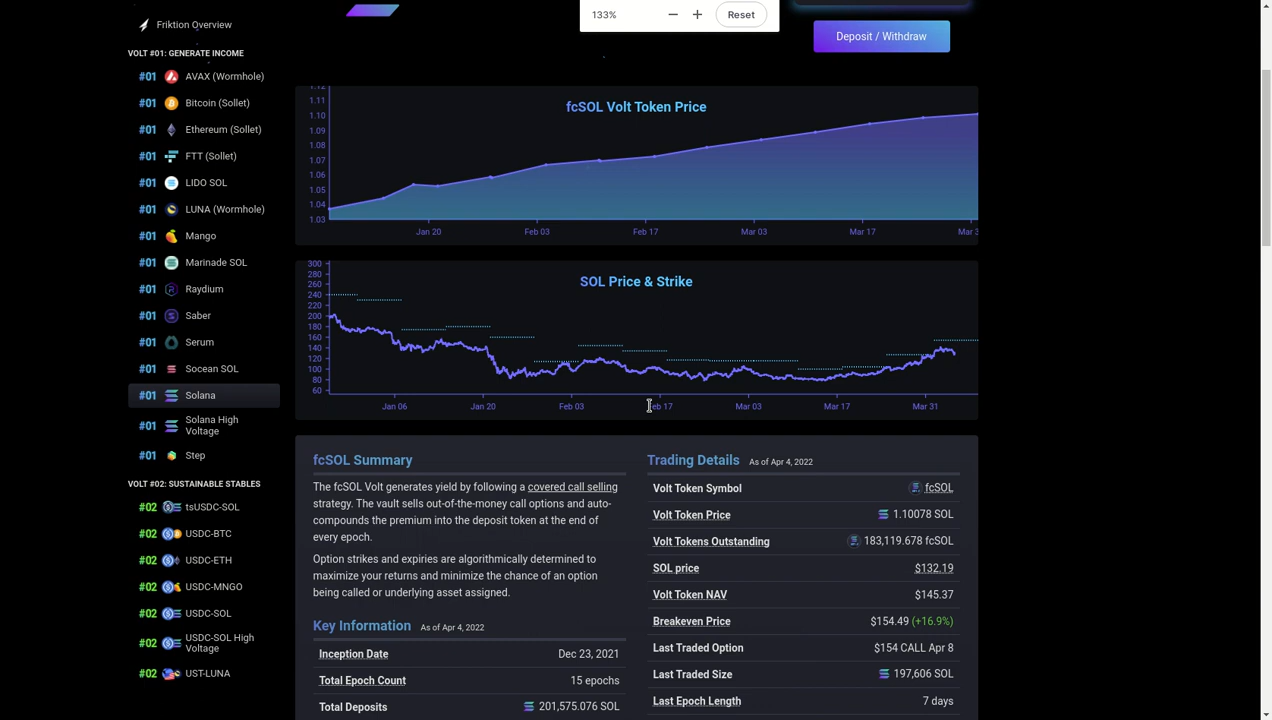 133%
Reset
Friktion Overview
Deposit / Withdraw
VOLT #01: GENERATE INCOME
#01 AVAX (Wormhole)
#01 Bitcoin (Sollet)
#01 Ethereum (Sollet)
#01 FTT (Sollet)
#01 LIDO SOL
#01 LUNA (Wormhole)
#01 Mango
#01 Marinade SOL
#01 Raydium
#01 Saber
#01 Serum
#01 Socean SOL
#01 Solana
#01 Solana High
Voltage
#01 Step
VOLT #02: SUSTAINABLE STABLES
#02 tsUSDC-SOL
#02 USDC-BTC
#02 USDC-ETH
#02 USDC-MNGO
#02 USDC-SOL
#02 USDC-SOL High
Voltage
#02 UST-LUNA
fcSOL Volt Token Price
1.12
1.11
1.10
1.09
1.08
1.07
1.06
1.05
1.04
1.03
Jan 20 Feb 03 Feb 17 Mar 03 Mar 17 Mar 3
SOL Price & Strike
300
280
260
240
220
200
180
160
140
120
100
80
60
Jan 06 Jan 20 Feb 03 Feb 17 Mar 03 Mar 17 Mar 31
fcSOL Summary
The fcSOL Volt generates yield by following a covered call selling
strategy. The vault sells out-of-the-money call options and auto-
compounds the premium into the deposit token at the end of
every epoch.
Option strikes and expiries are algorithmically determined to
maximize your returns and minimize the chance of an option
being called or underlying asset assigned.
Key Information As of Apr 4, 2022
Inception Date Dec 23, 2021
Total Epoch Count 15 epochs
Total Deposits 201,575.076 SOL
Trading Details As of Apr 4, 2022
Volt Token Symbol fcSOL
Volt Token Price 1.10078 SOL
Volt Tokens Outstanding 183,119.678 fcSOL
SOL price $132.19
Volt Token NAV $145.37
Breakeven Price $154.49 (+16.9%)
Last Traded Option $154 CALL Apr 8
Last Traded Size 197,606 SOL
Last Epoch Length 7 days